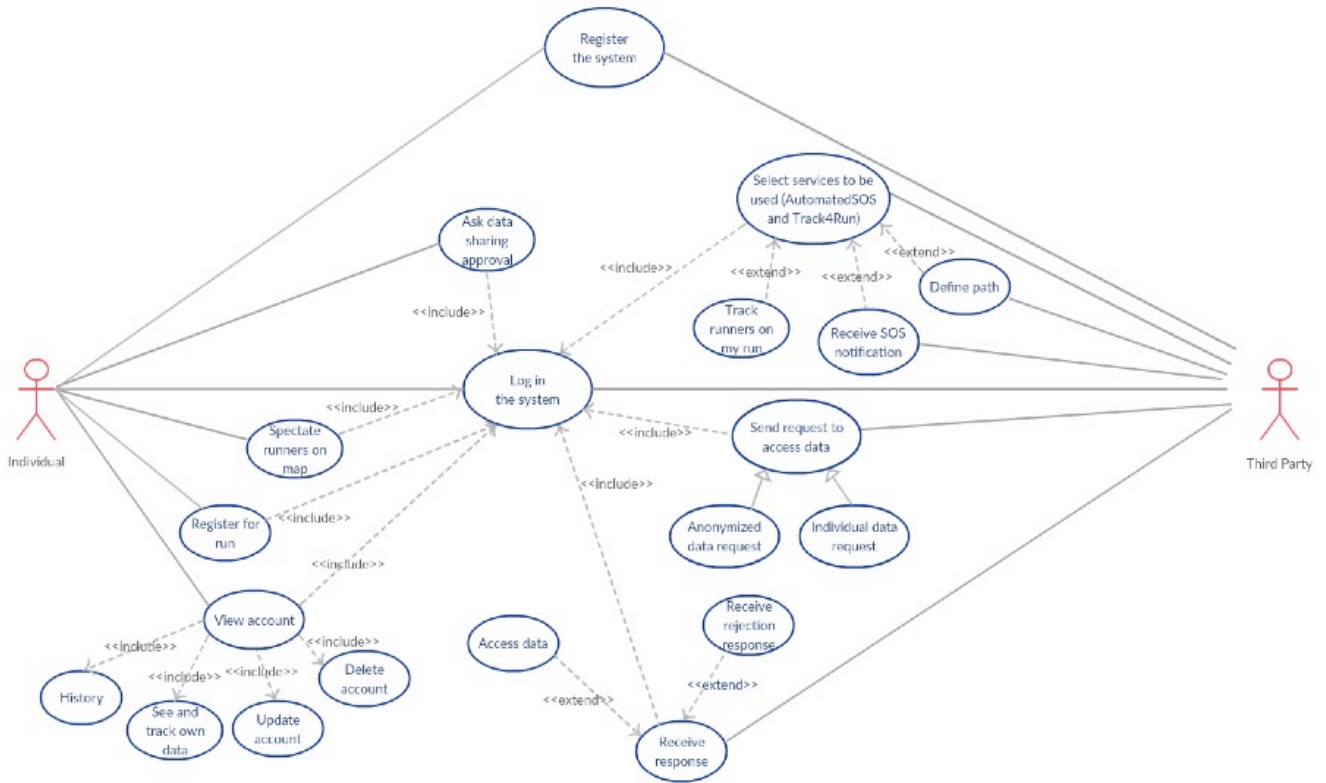 Register
the system
Select services to be
used (AutomatedSOS
and Track4Run)
Ask data
sharing
approval
<<include>>
<<extend>>
<<extend>>
<<extend>>
Define path
<<include>>
Track
runners on
my run
Receive SOS
notification
Log in
the system
Individual
Third Party
<<include>>
Spectate
runners on
map
<<include>>
Send request to
access data
<<include>>
Register for
run
<<include>>
Anonymized
data request
Individual data
request
<<include>>
View account
Receive
rejection
response
Access data
<<include>>
<<include>>
<<include>>
<<include>>
Delete
account
History
See and
track own
data
Update
account
<<extend>>
<<extend>>
Receive
response